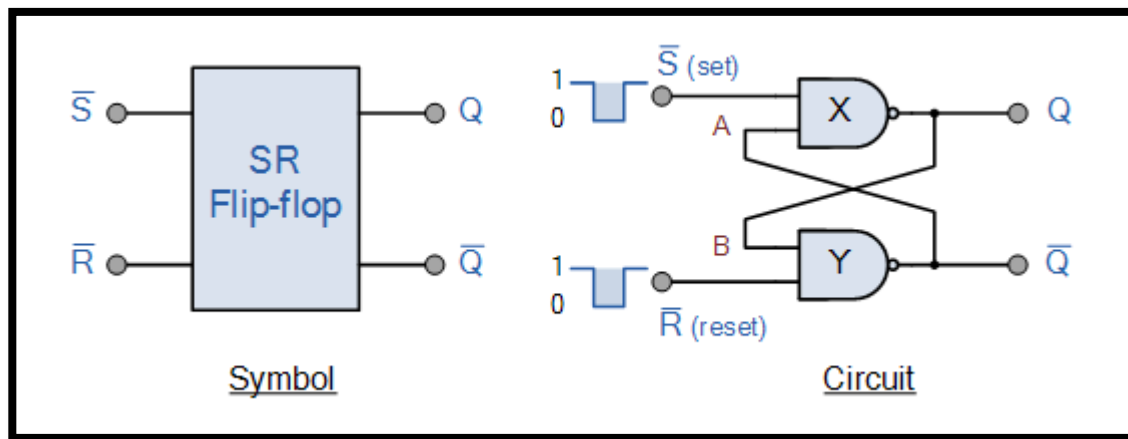 S̅ Q
SR
Flip-flop
R̅ Q̅
Symbol
1 S̅ (set)
0 A X Q
B
1 Y Q̅
0 R̅ (reset)
Circuit